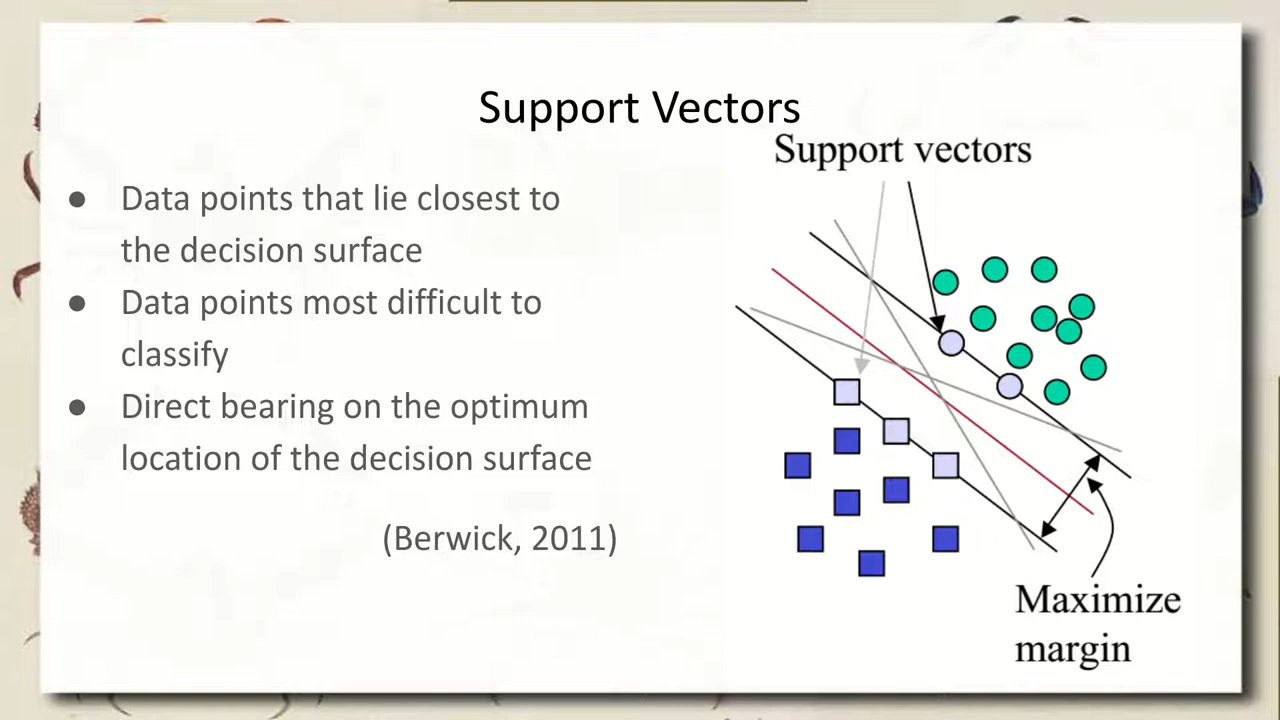 Support Vectors
● Data points that lie closest to
the decision surface
● Data points most difficult to
classify
● Direct bearing on the optimum
location of the decision surface
(Berwick, 2011)
Support vectors
Maximize
margin